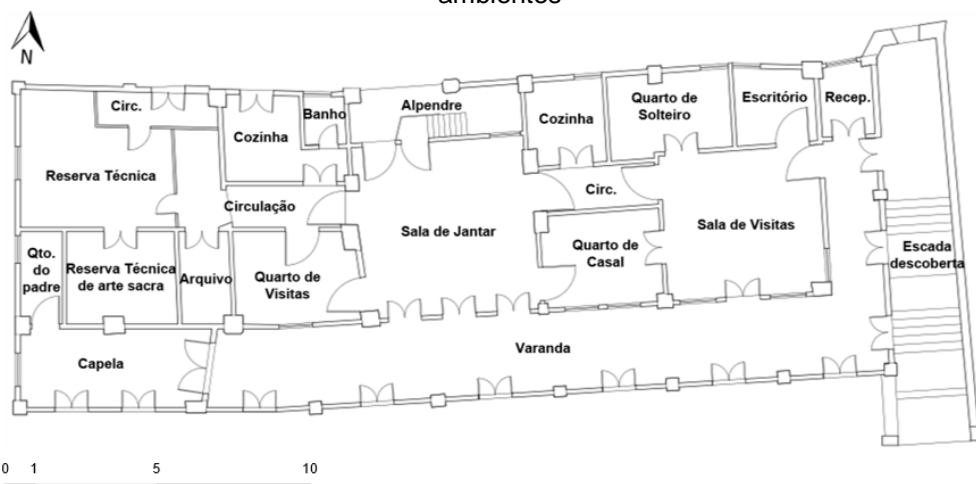 ambientes
N
Circ.
Cozinha
Banho
Alpendre
Cozinha
Quarto de
Solteiro
Escritório
Recep.
Reserva Técnica
Circulação
Sala de Jantar
Circ.
Sala de Visitas
Qto.
do
padre
Reserva Técnica
de arte sacra
Arquivo
Quarto de
Visitas
Quarto de
Casal
Escada
descoberta
Capela
Varanda
0 1 5 10